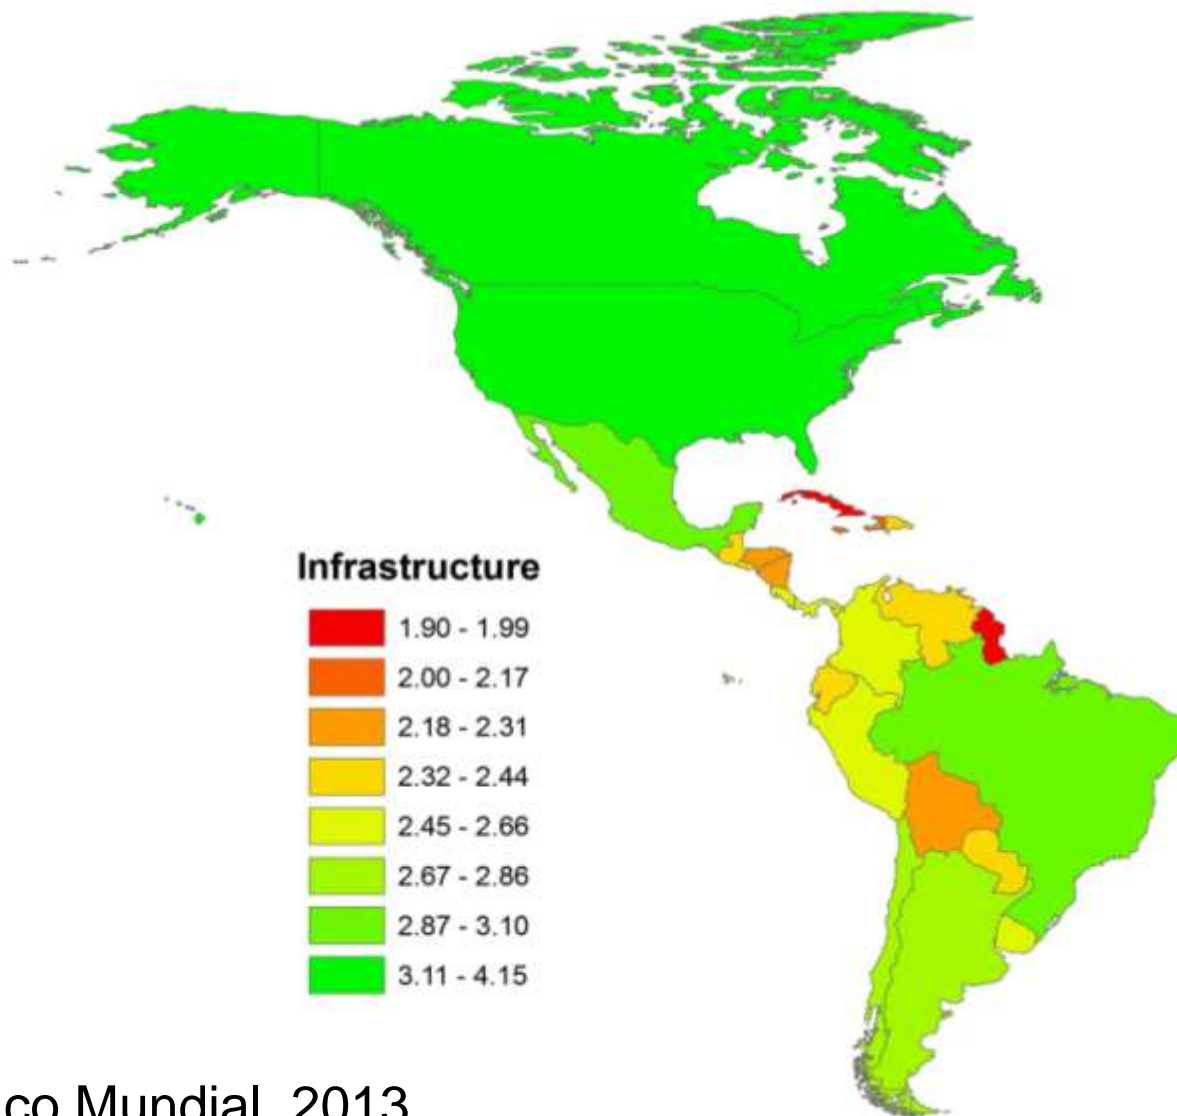 Infrastructure
1.90 - 1.99
2.00 - 2.17
2.18 - 2.31
2.32 - 2.44
2.45 - 2.66
2.67 - 2.86
2.87 - 3.10
3.11 - 4.15
co Mundial, 2013